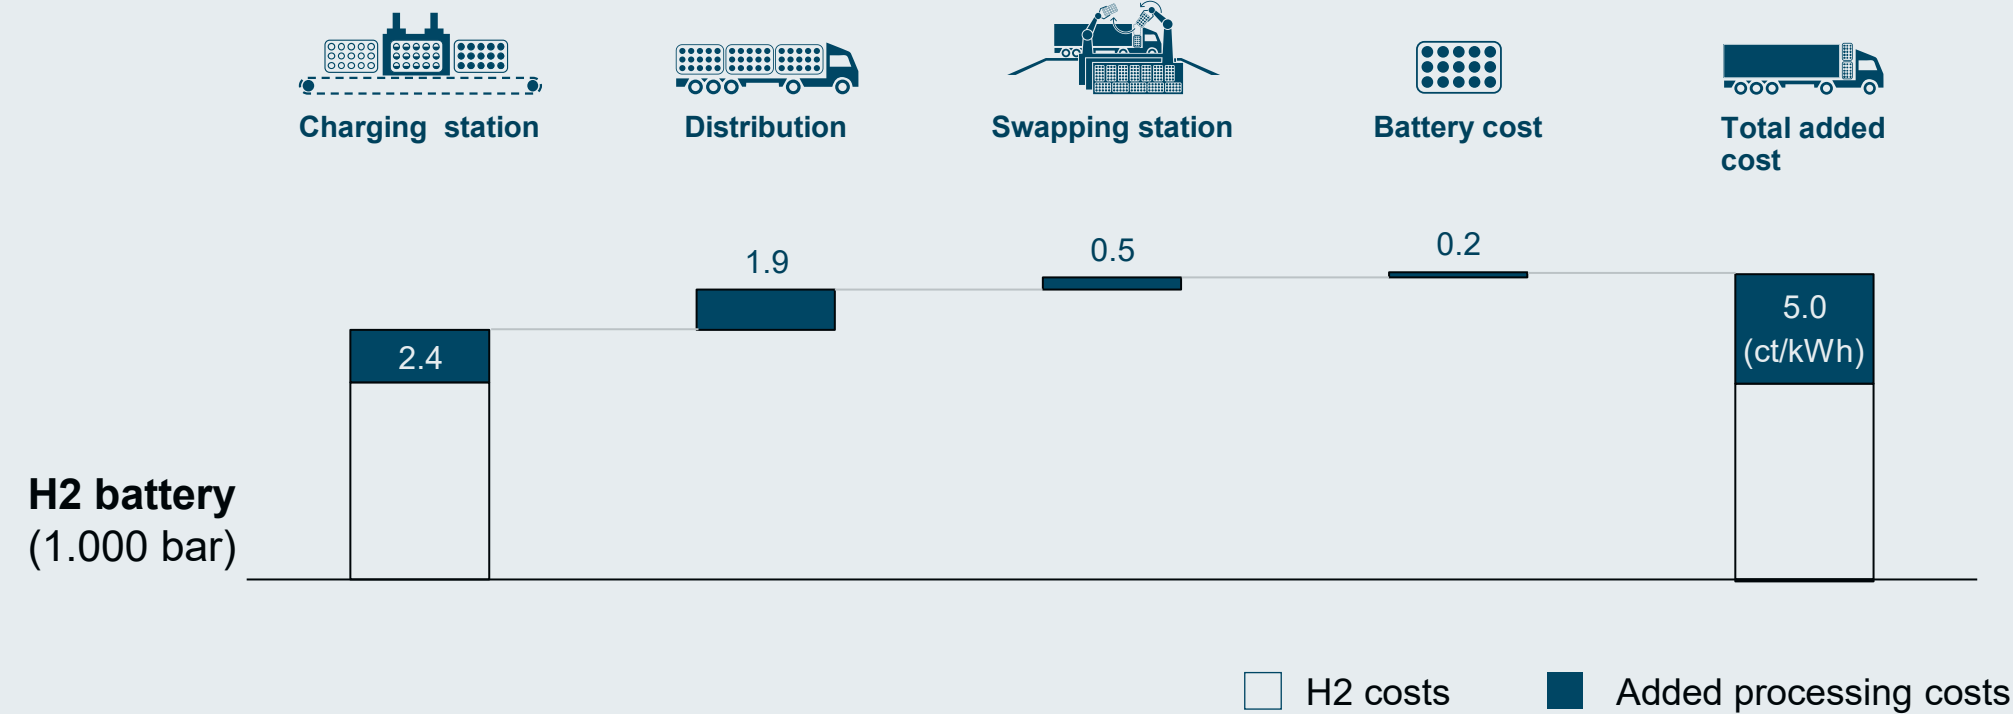 Charging station
Distribution
Swapping station
Battery cost
Total added
cost
1.9
0.5
0.2
2.4
5.0
(ct/kWh)
H2 battery
(1.000 bar)
H2 costs
Added processing costs